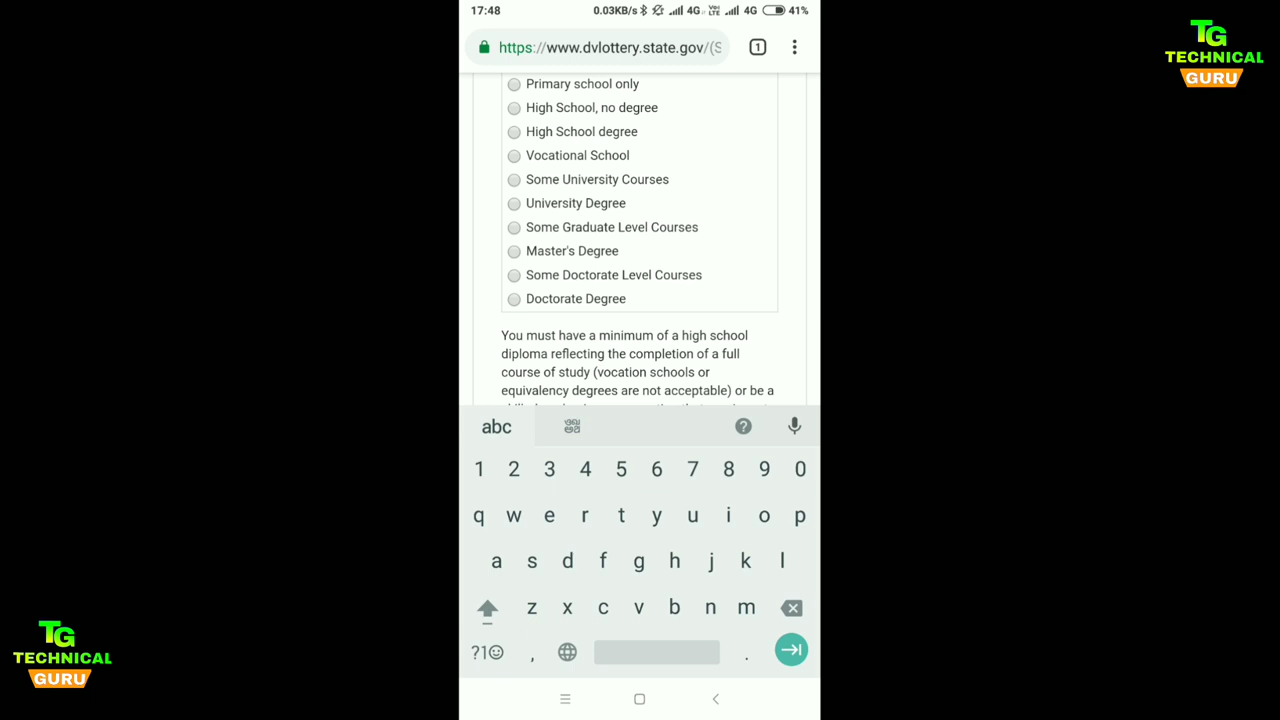 17:48 0.03KB/s 4G VoLTE 4G 41%
https://www.dvlottery.state.gov/(S 1
TG
TECHNICAL
GURU
Primary school only
High School, no degree
High School degree
Vocational School
Some University Courses
University Degree
Some Graduate Level Courses
Master's Degree
Some Doctorate Level Courses
Doctorate Degree
You must have a minimum of a high school
diploma reflecting the completion of a full
course of study (vocation schools or
equivalency degrees are not acceptable) or be a
abc
1 2 3 4 5 6 7 8 9 0
q w e r t y u i o p
a s d f g h j k l
z x c v b n m
?1☺ , .
TG
TECHNICAL
GURU